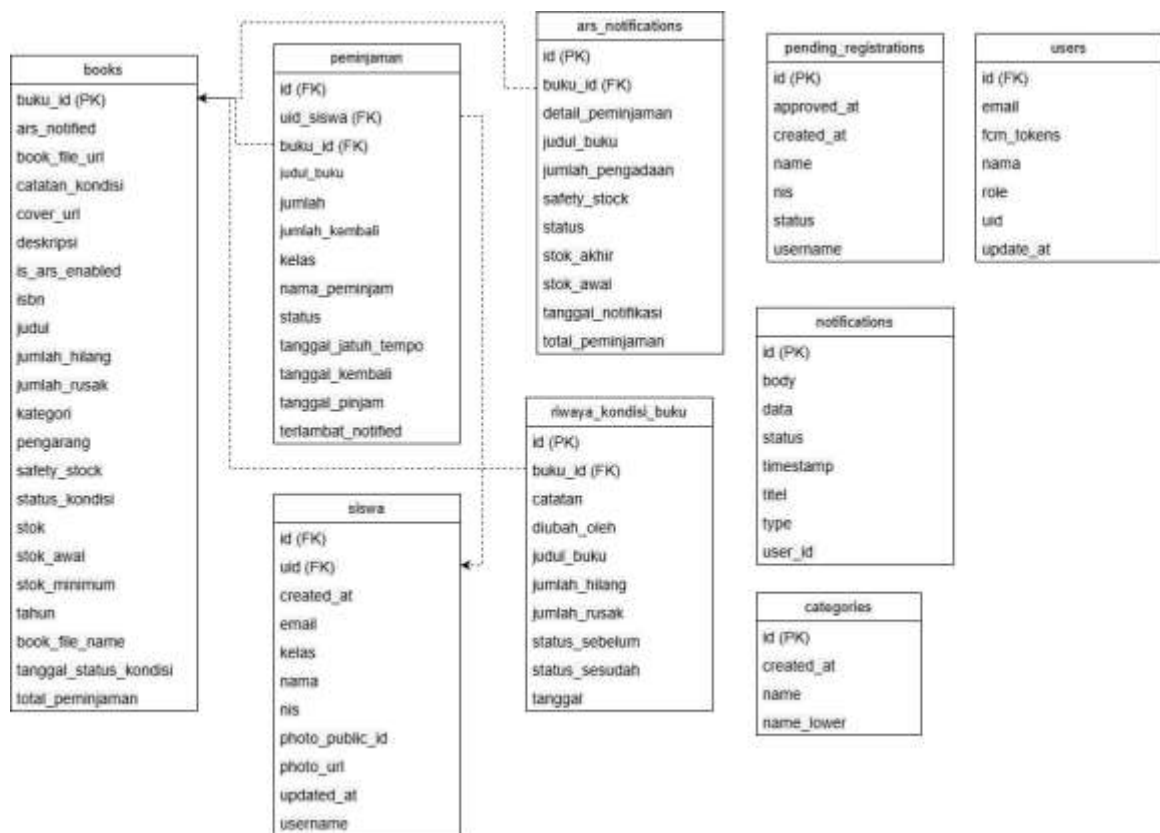 books
buku_id (PK)
ars_notified
book_file_url
catatan_kondisi
cover_url
deskripsi
is_ars_enabled
isbn
judul
jumlah_hilang
jumlah_rusak
kategori
pengarang
safety_stock
status_kondisi
stok
stok_awal
stok_minimum
tahun
book_file_name
tanggal_status_kondisi
total_peminjaman
peminjaman
id (FK)
uid_siswa (FK)
buku_id (FK)
judul_buku
jumlah
jumlah_kembali
kelas
nama_peminjam
status
tanggal_jatuh_tempo
tanggal_kembali
tanggal_pinjam
terlambat_notified
siswa
id (FK)
uid (FK)
created_at
email
kelas
nama
nis
photo_public_id
photo_url
updated_at
username
ars_notifications
id (PK)
buku_id (FK)
detail_peminjaman
judul_buku
jumlah_pengadaan
safety_stock
status
stok_akhir
stok_awal
tanggal_notifikasi
total_peminjaman
riwaya_kondisi_buku
id (PK)
buku_id (FK)
catatan
diubah_oleh
judul_buku
jumlah_hilang
jumlah_rusak
status_sebelum
status_sesudah
tanggal
pending_registrations
id (PK)
approved_at
created_at
name
nis
status
username
users
id (FK)
email
fcm_tokens
nama
role
uid
update_at
notifications
id (PK)
body
data
status
timestamp
titel
type
user_id
categories
id (PK)
created_at
name
name_lower